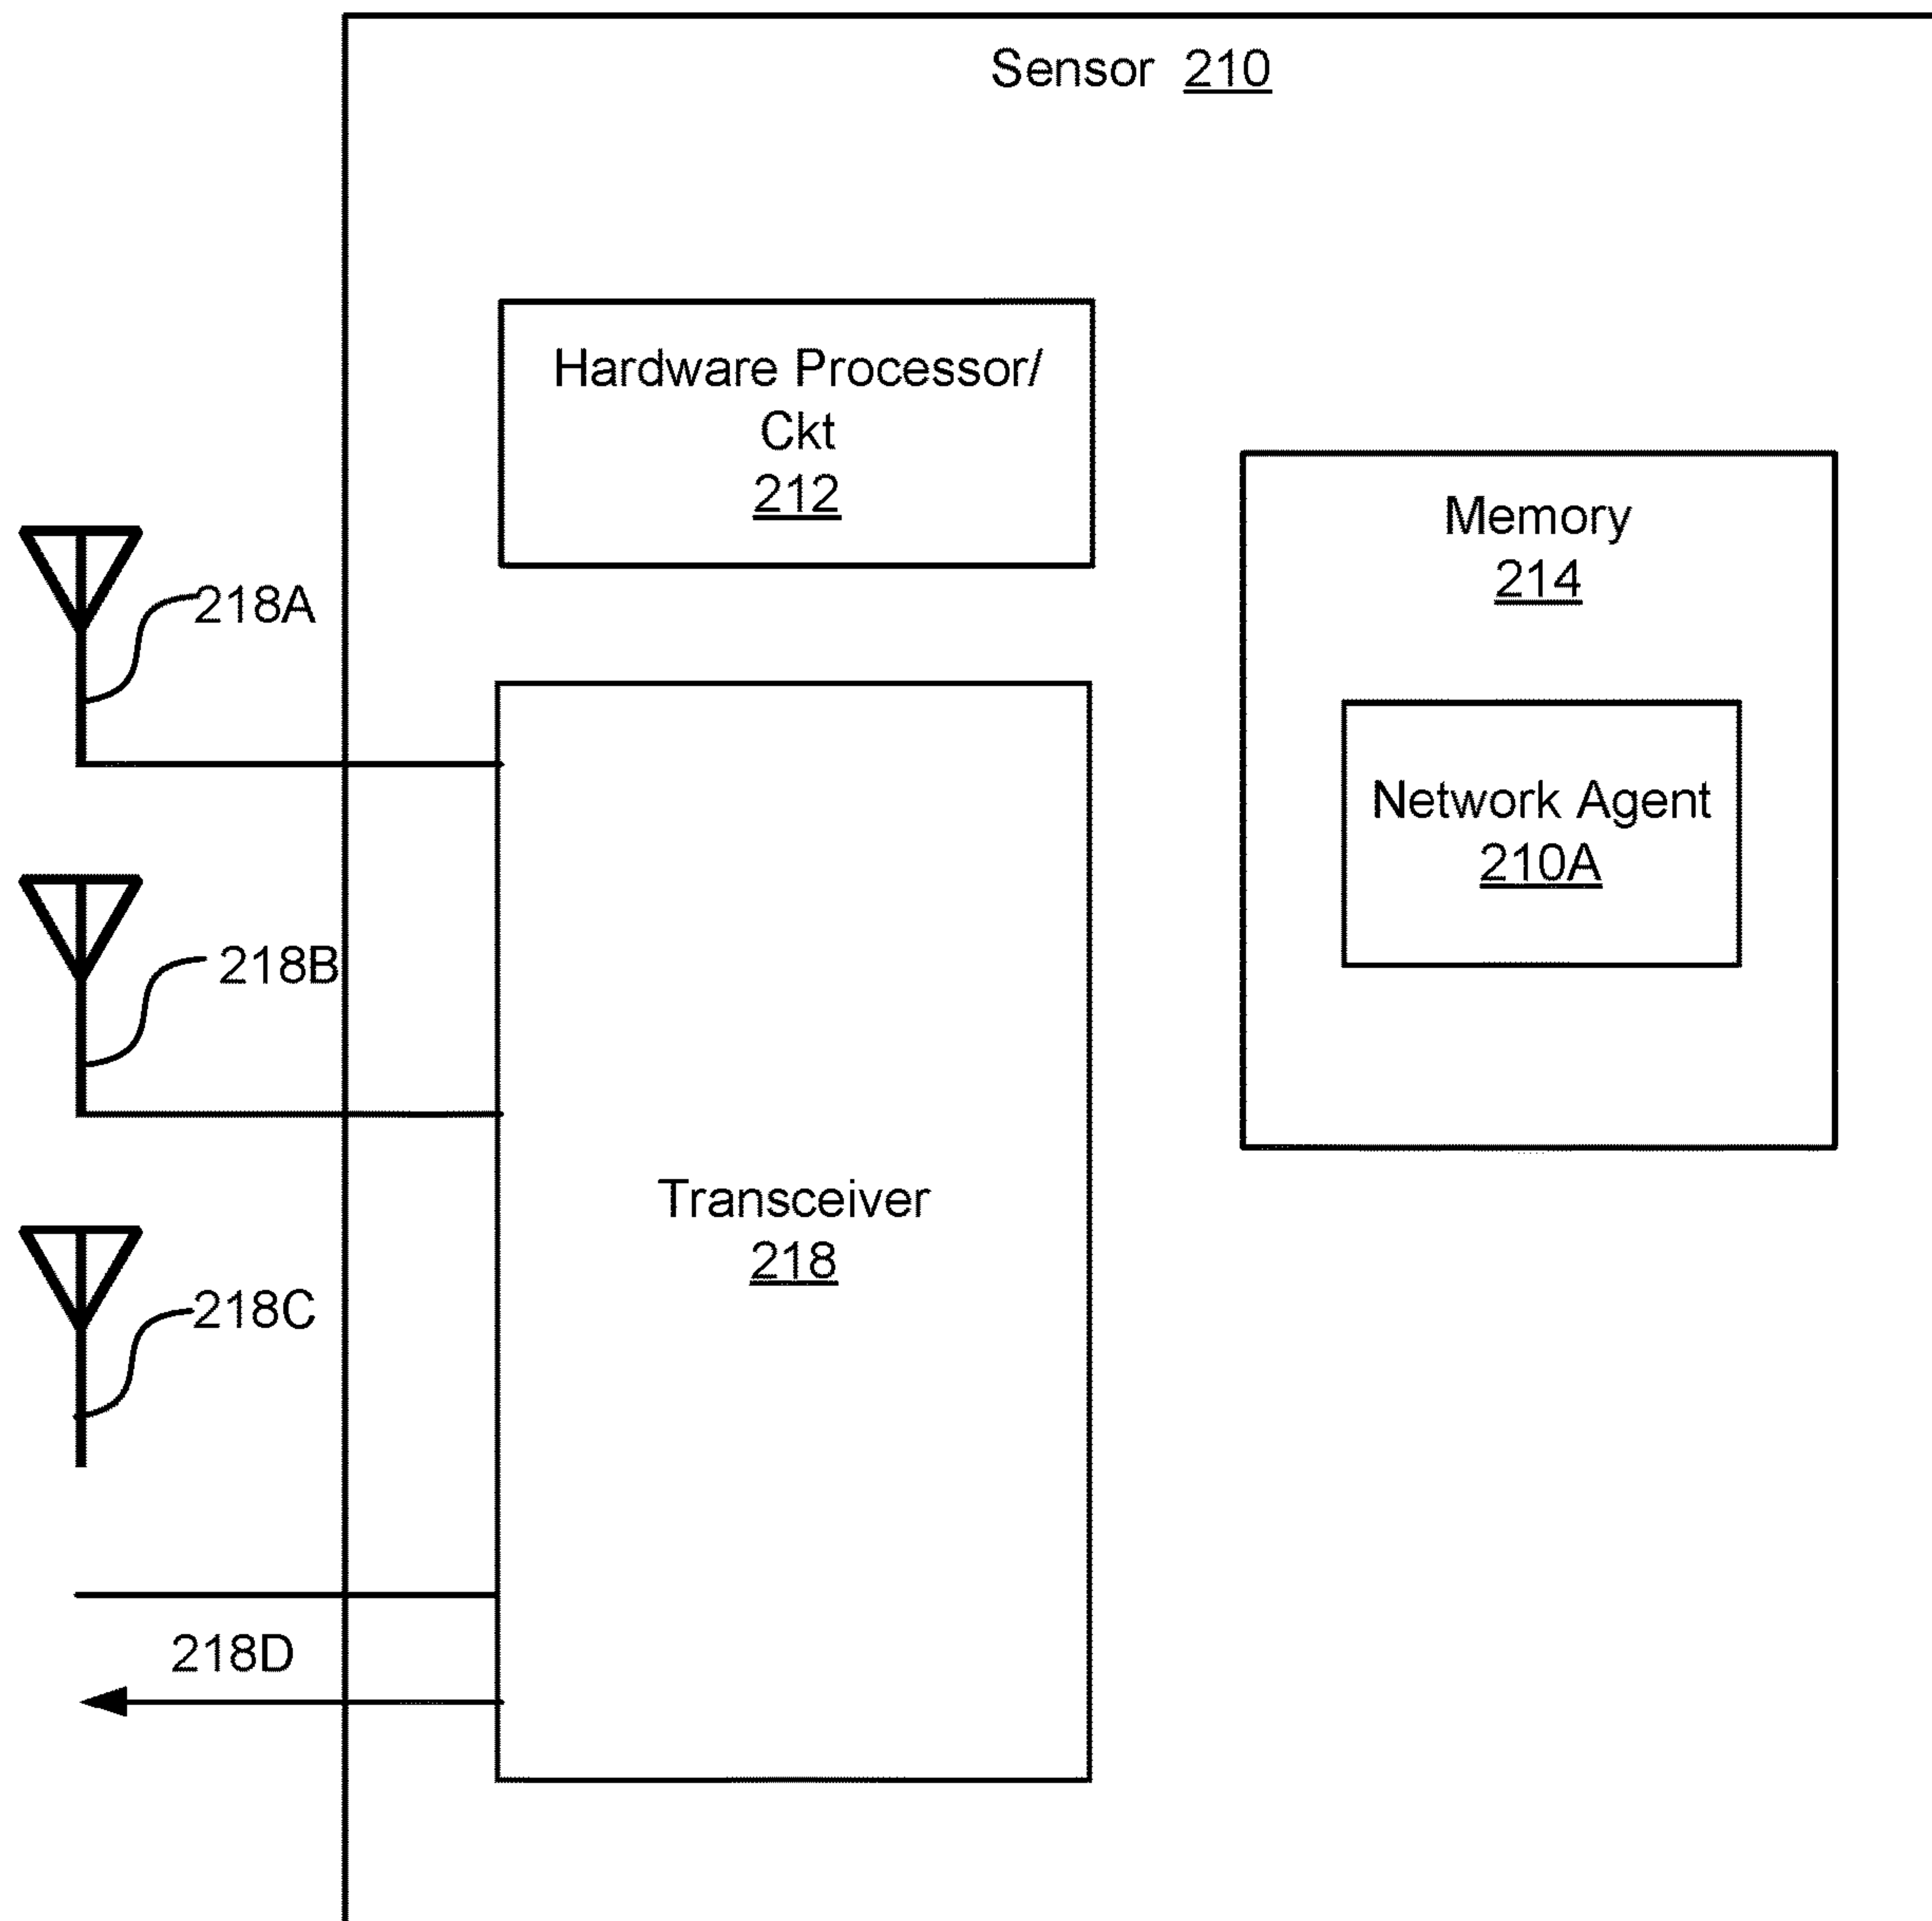 Sensor 210
Hardware Processor/
Ckt
212
Memory
214
218A
Network Agent
210A
218B
Transceiver
218
218C
218D